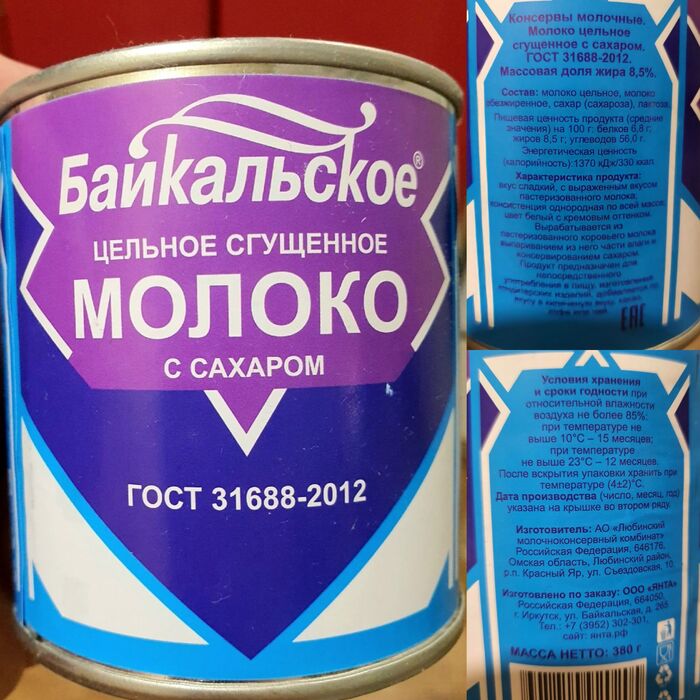 Байкальское®
ЦЕЛЬНОЕ СГУЩЕННОЕ
МОЛОКО
С САХАРОМ
ГОСТ 31688-2012
Консервы молочные.
Молоко цельное
сгущенное с сахаром.
ГОСТ 31688-2012.
Массовая доля жира 8,5%.
Состав: молоко цельное, молоко
обезжиренное, сахар (сахароза), лактоза.
Пищевая ценность продукта (средние
значения) на 100 г: белков 6,8 г;
жиров 8,5 г; углеводов 56,0 г.
Энергетическая ценность
(калорийность):1370 кДж/330 ккал.
Характеристика продукта:
вкус сладкий, с выраженным вкусом
пастеризованного молока;
консистенция однородная по всей массе;
цвет белый с кремовым оттенком.
Вырабатывается из
пастеризованного коровьего молока
выпариванием из него части влаги и
консервированием сахаром.
Продукт предназначен для
непосредственного
употребления в пищу, изготовления
кондитерских изделий, добавления по
вкусу в
EAC
Условия хранения
и сроки годности при
относительной влажности
воздуха не более 85%:
при температуре не
выше 10°С – 15 месяцев;
при температуре
не выше 23°С – 12 месяцев.
После вскрытия упаковки хранить при
температуре (4±2)°С.
Дата производства (число, месяц, год)
указана на крышке во втором ряду.
Изготовитель: АО «Любинский
молочноконсервный комбинат»
Российская Федерация, 646176,
Омская область, Любинский район,
р.п. Красный Яр, ул. Съездовская, 10.
Изготовлено по заказу: ООО «ЯНТА»
Российская Федерация, 664050,
г. Иркутск, ул. Байкальская, д. 265
Тел.: +7 (3952) 302-301,
сайт: янта.рф
МАССА НЕТТО: 380 г